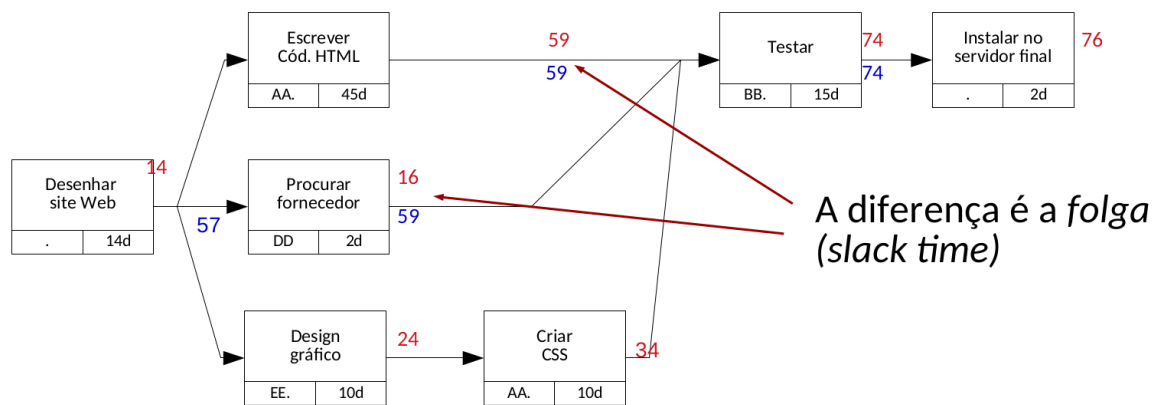 Escrever
Cód. HTML
AA.
45d
59
59
Testar
BB.
15d
74
74
Instalar no
servidor final
.
2d
76
14
Desenhar
site Web
.
14d
57
Procurar
fornecedor
DD
2d
16
59
A diferença é a folga
(slack time)
Design
gráfico
EE.
10d
24
Criar
CSS
AA.
10d
34